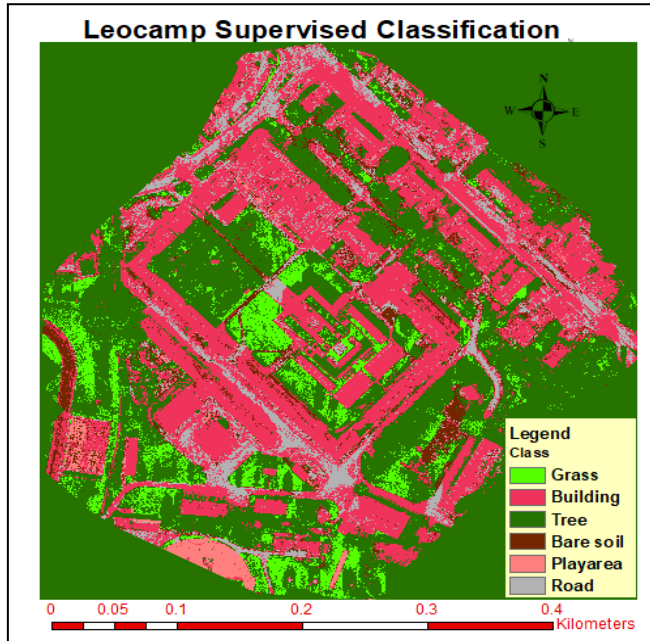 Leocamp Supervised Classification
N
W E
S
Legend
Class
Grass
Building
Tree
Bare soil
Playarea
Road
0 0.05 0.1 0.2 0.3 0.4
Kilometers